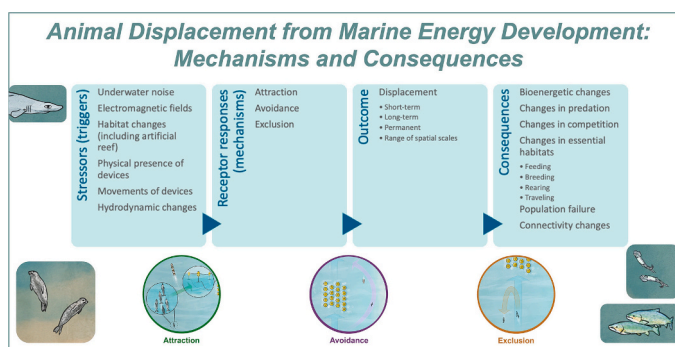 Animal Displacement from Marine Energy Development:
Mechanisms and Consequences
Stressors (triggers)
Underwater noise
Electromagnetic fields
Habitat changes
(including artificial
reef)
Physical presence of
devices
Movements of devices
Hydrodynamic changes
Receptor responses
(mechanisms)
Attraction
Avoidance
Exclusion
Outcome
Displacement
• Short-term
• Long-term
• Permanent
• Range of spatial scales
Consequences
Bioenergetic changes
Changes in predation
Changes in competition
Changes in essential
habitats
• Feeding
• Breeding
• Rearing
• Traveling
Population failure
Connectivity changes
Attraction
Avoidance
Exclusion